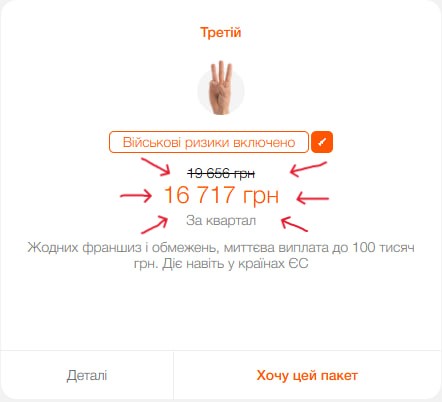 Третій
Військові ризики включено
19 656 грн
16 717 грн
За квартал
Жодних франшиз і обмежень, миттєва виплата до 100 тисяч
грн. Діє навіть у країнах ЄС
Деталі
Хочу цей пакет